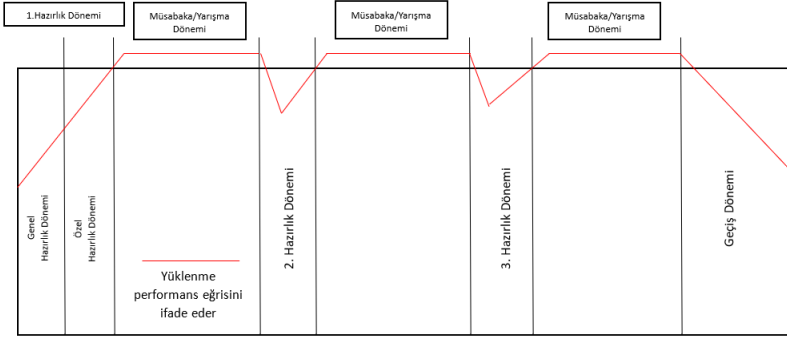 1.Hazırlık Dönemi
Müsabaka/Yarışma
Dönemi
Müsabaka/Yarışma
Dönemi
Müsabaka/Yarışma
Dönemi
Genel
Hazırlık Dönemi
Özel
Hazırlık Dönemi
Yüklenme
performans eğrisini
ifade eder
2. Hazırlık Dönemi
3. Hazırlık Dönemi
Geçiş Dönemi